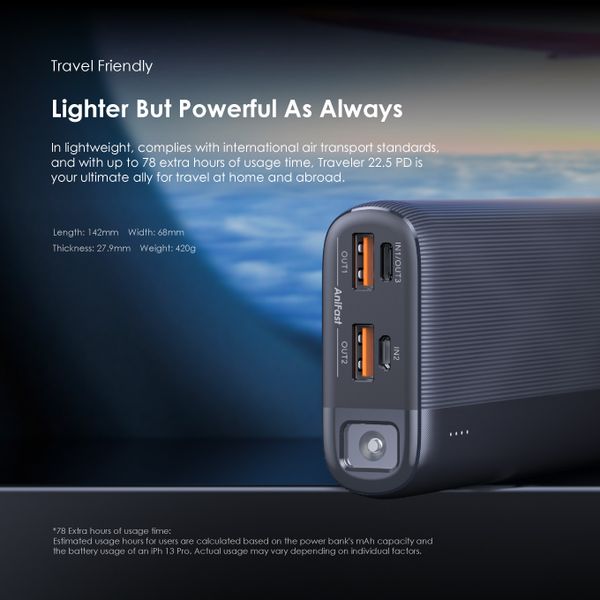 Travel Friendly
Lighter But Powerful As Always
In lightweight, complies with international air transport standards,
and with up to 78 extra hours of usage time, Traveler 22.5 PD is
your ultimate ally for travel at home and abroad.
Length: 142mm Width: 68mm
Thickness: 27.9mm Weight: 420g
OUT1
IN1/OUT3
AniFast
OUT2
IN2
*78 Extra hours of usage time:
Estimated usage hours for users are calculated based on the power bank's mAh capacity and
the battery usage of an iPh 13 Pro. Actual usage may vary depending on individual factors.